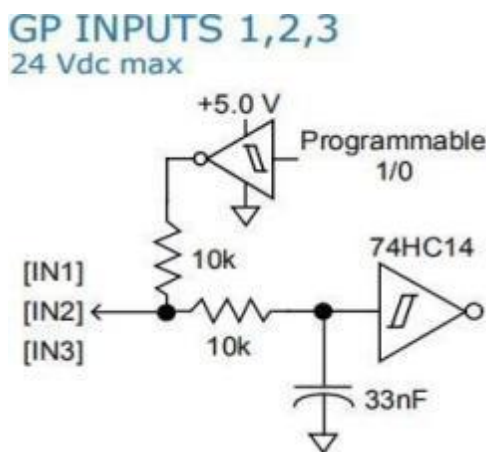 GP INPUTS 1,2,3
24 Vdc max
+5.0 V
Programmable
1/0
10k
74HC14
[IN1]
[IN2]
[IN3]
10k
33nF